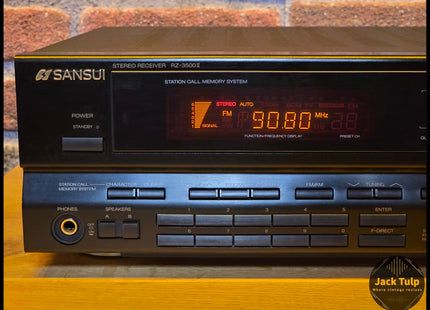 SANSUI
STEREO RECEIVER RZ-3500 II
STATION CALL MEMORY SYSTEM
POWER
STANDBY
STEREO AUTO
FM 90.80 MHz
SIGNAL
FUNCTION/FREQUENCY DISPLAY
PRESET CH
STATION CALL
MEMORY SYSTEM
CHARACTER
FM/AM
TUNING
PHONES
SPEAKERS
A B
1 2 3 4 5
ENTER
6 7 8 9 0
F-DIRECT
Jack Tulp
Where vintage revives